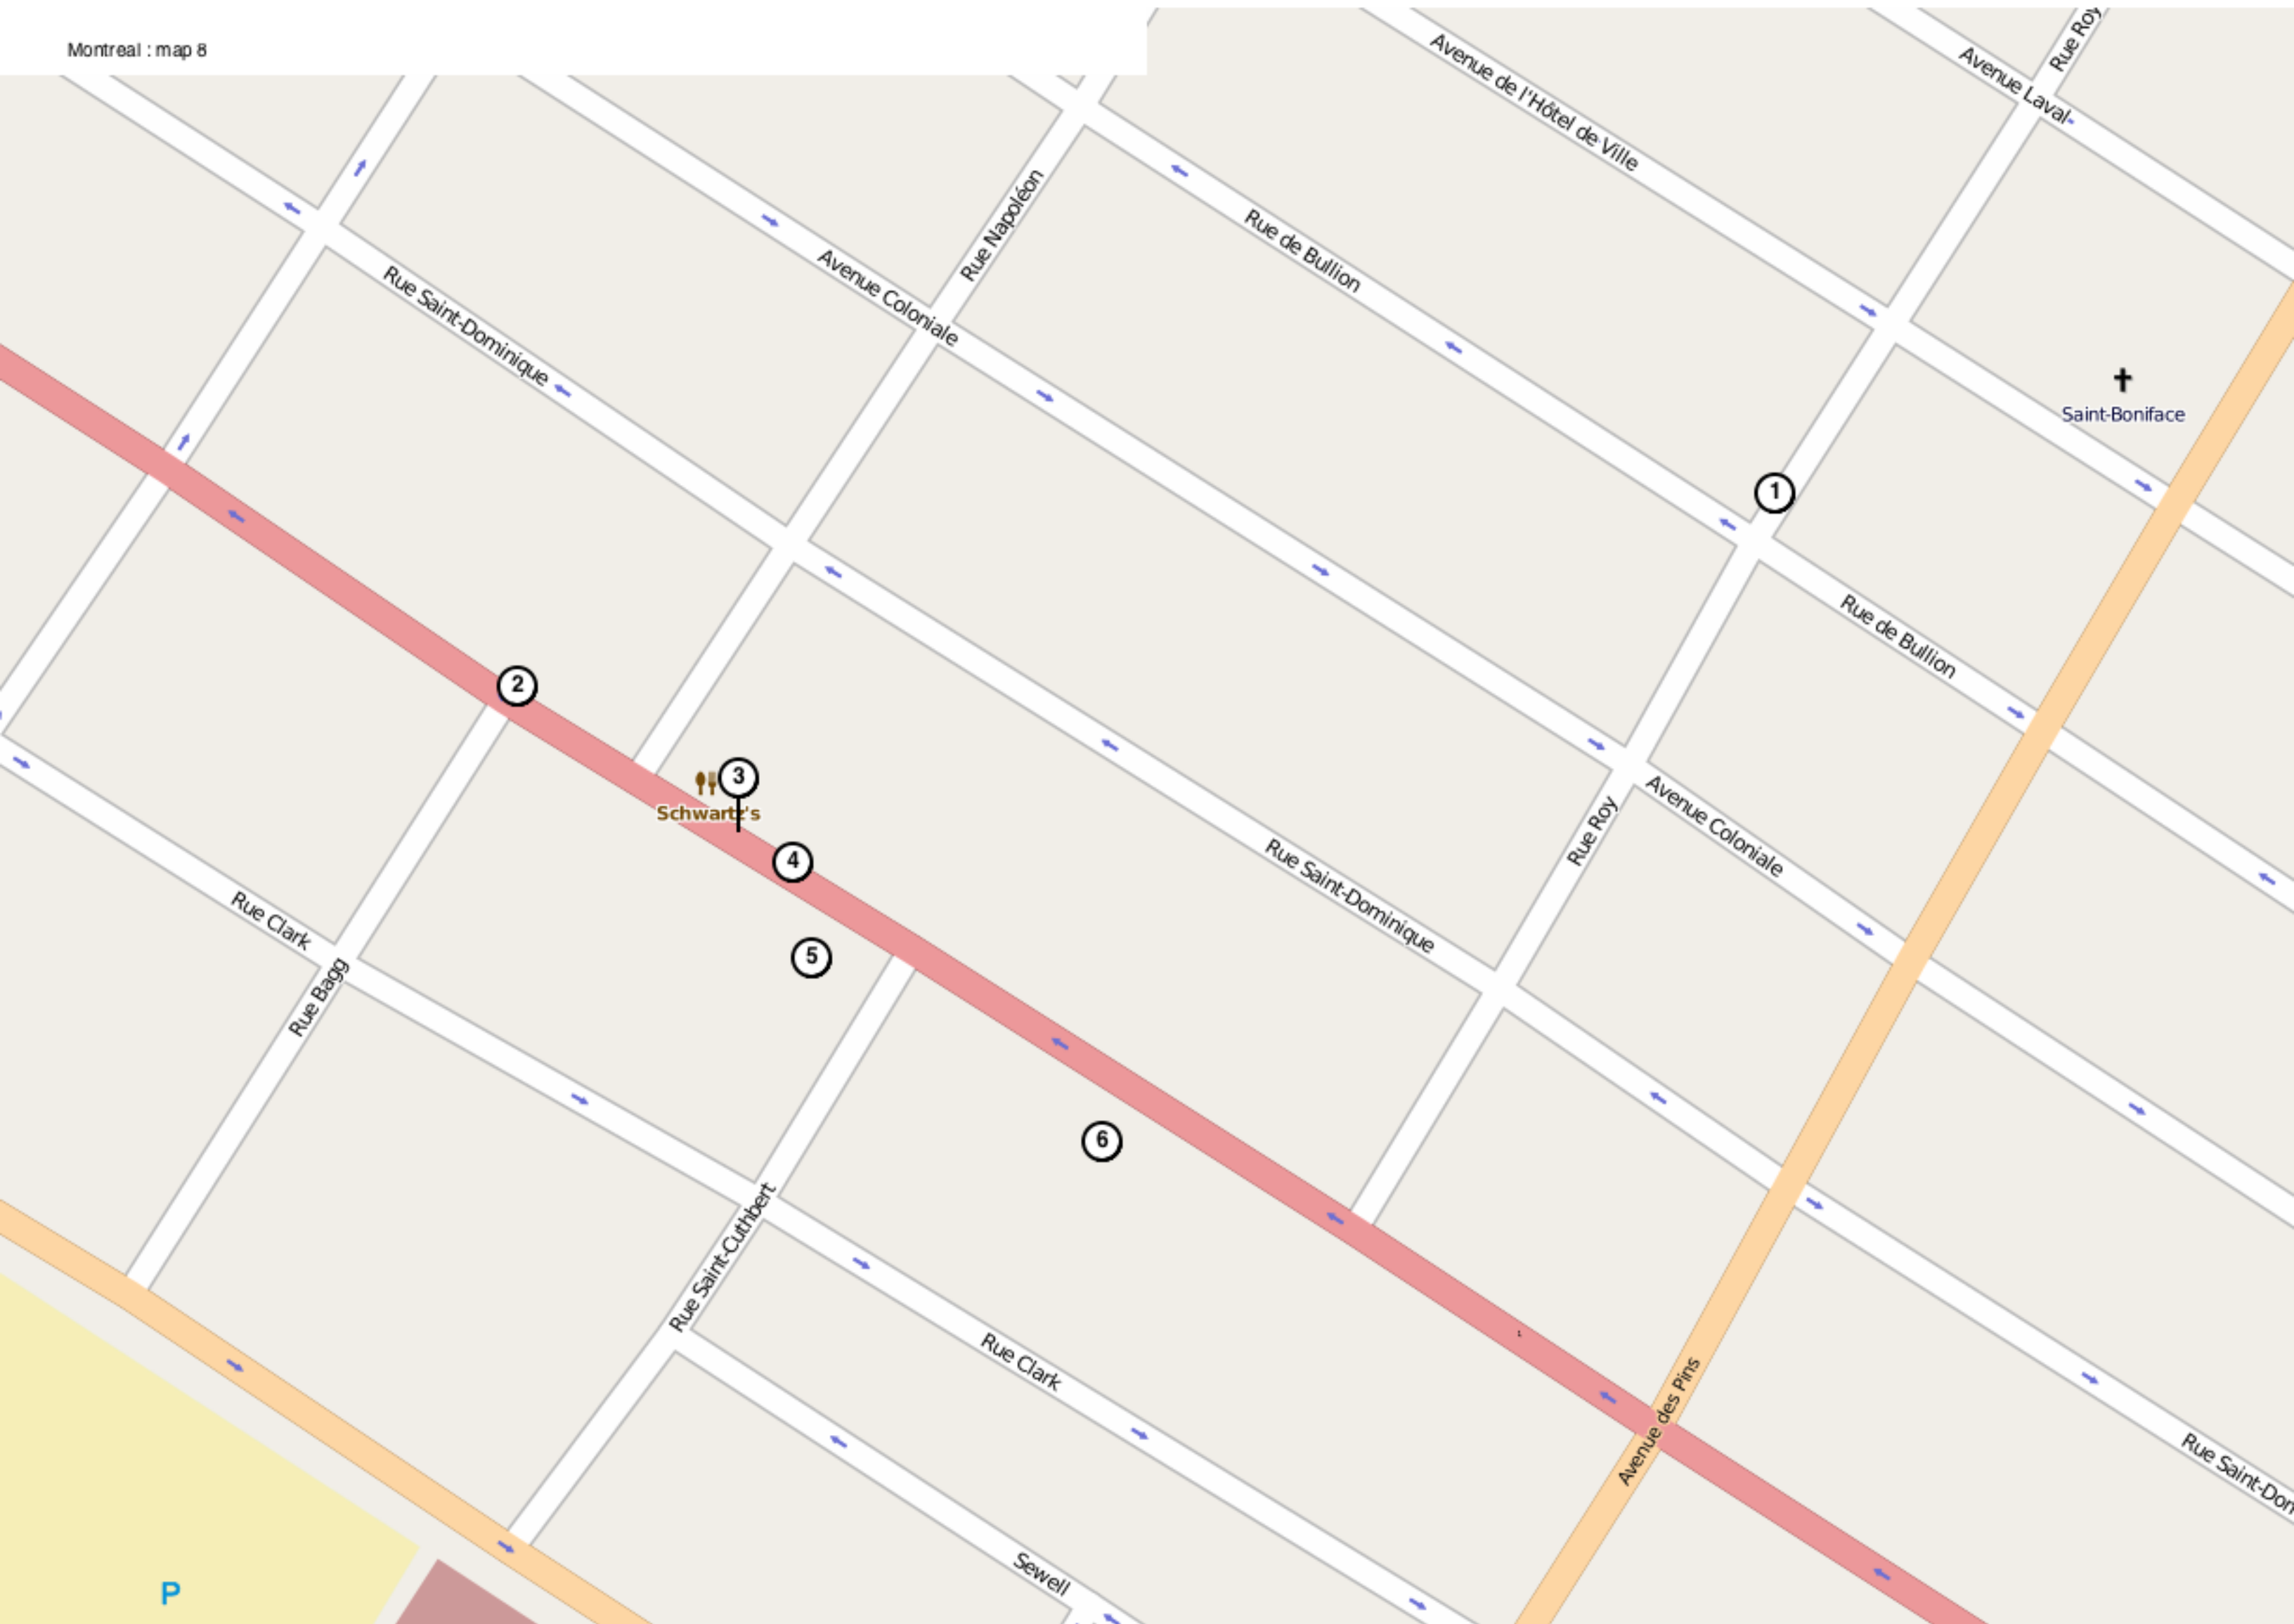 Montreal : map 8
Rue Roy
Avenue Laval
Avenue de l'Hôtel de Ville
Rue Napoléon
Rue de Bullion
Avenue Coloniale
Rue Saint-Dominique
Saint-Boniface
1
Rue de Bullion
2
3
Schwartz's
Rue Roy
Avenue Coloniale
4
Rue Saint-Dominique
Rue Clark
5
Rue Bagg
6
Rue Saint-Cuthbert
Rue Clark
Avenue des Pins
Rue Saint-Dom
Sewell
P